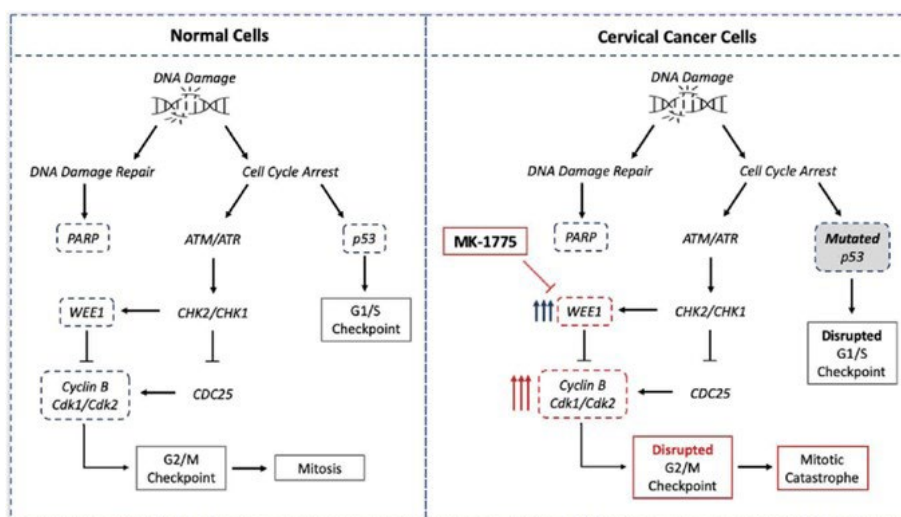 Normal Cells
DNA Damage
DNA Damage Repair
Cell Cycle Arrest
PARP
ATM/ATR
p53
WEE1
CHK2/CHK1
G1/S
Checkpoint
Cyclin B
Cdk1/Cdk2
CDC25
G2/M
Checkpoint
Mitosis
Cervical Cancer Cells
DNA Damage
DNA Damage Repair
Cell Cycle Arrest
MK-1775
PARP
ATM/ATR
Mutated
p53
WEE1
CHK2/CHK1
Disrupted
G1/S
Checkpoint
Cyclin B
Cdk1/Cdk2
CDC25
Disrupted
G2/M
Checkpoint
Mitotic
Catastrophe